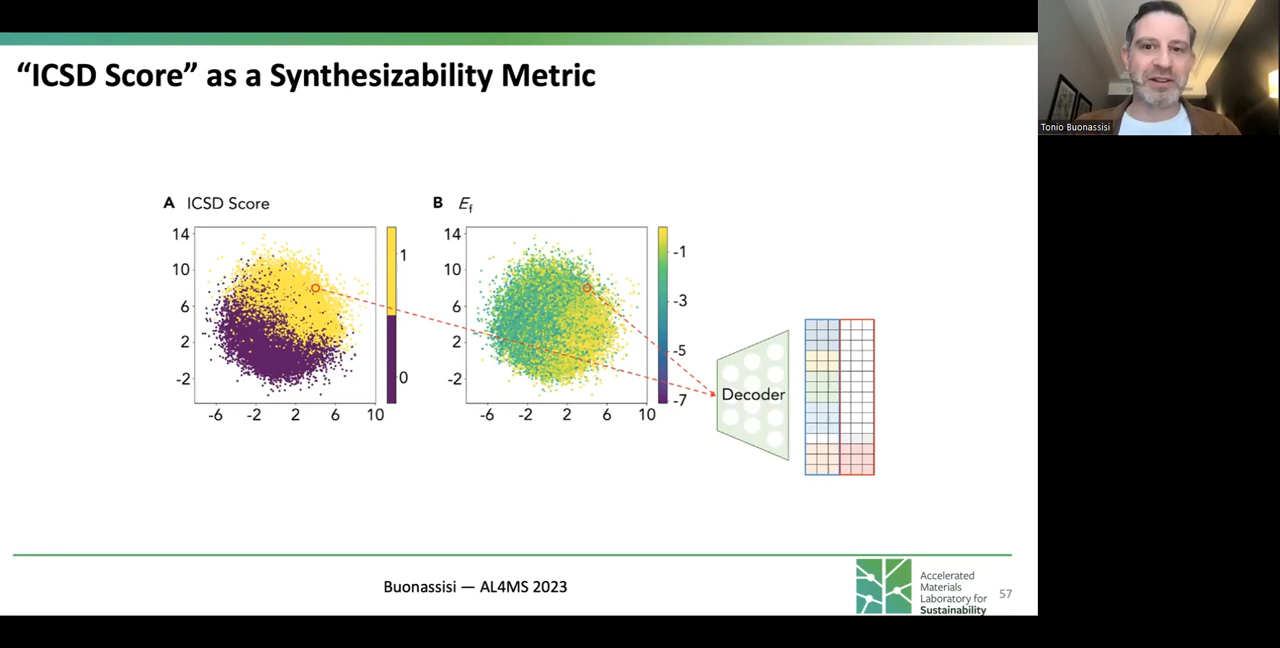 “ICSD Score” as a Synthesizability Metric
A ICSD Score
14
10
6
2
-2
-6 -2 2 6 10
1
0
B Ef
14
10
6
2
-2
-6 -2 2 6 10
-1
-3
-5
-7
Decoder
Buonassisi — AL4MS 2023
Accelerated
Materials
Laboratory for
Sustainability
57
Tonio Buonassisi